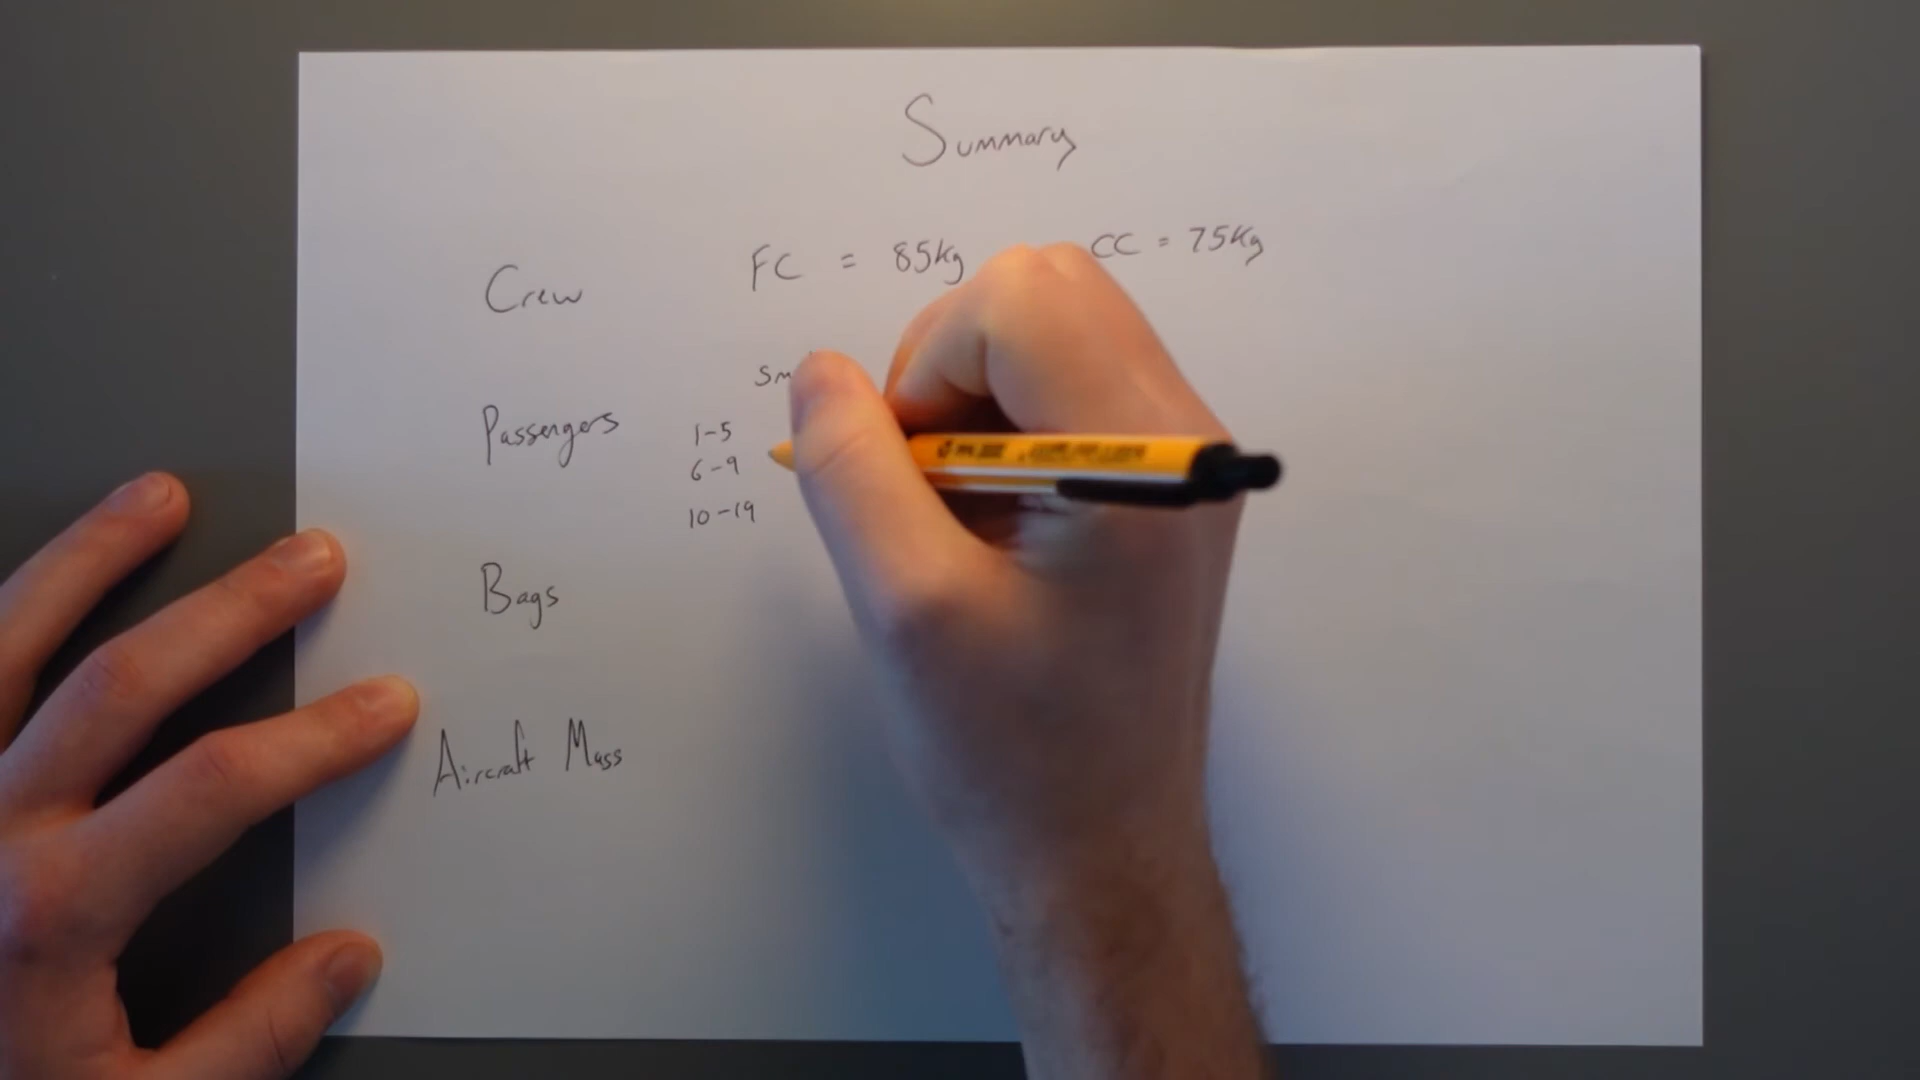 Summary
Crew FC = 85kg CC = 75kg
Passengers
1-5
6-9
10-19
Bags
Aircraft Mass